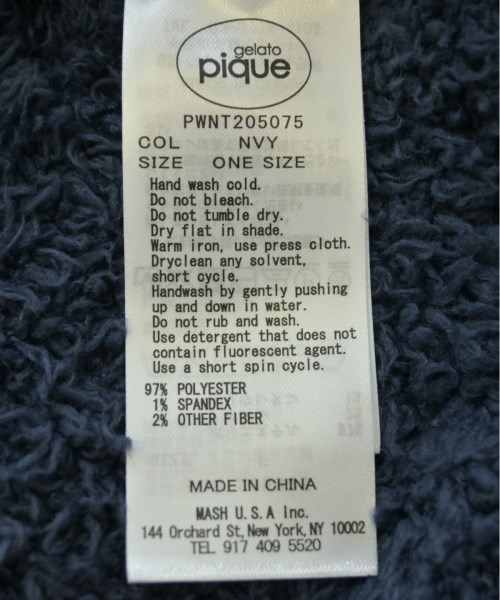 gelato
pique
PWNT205075
COL NVY
SIZE ONE SIZE
Hand wash cold.
Do not bleach.
Do not tumble dry.
Dry flat in shade.
Warm iron, use press cloth.
Dryclean any solvent,
short cycle.
Handwash by gently pushing
up and down in water.
Do not rub and wash.
Use detergent that does not
contain fluorescent agent.
Use a short spin cycle.
97% POLYESTER
1% SPANDEX
2% OTHER FIBER
MADE IN CHINA
MASH U.S.A Inc.
144 Orchard St, New York, NY 10002
TEL 917 409 5520